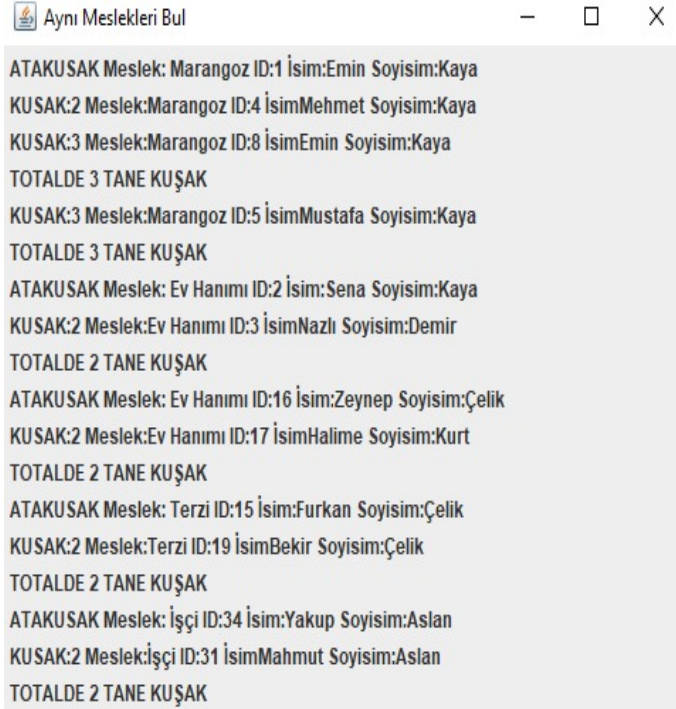 Aynı Meslekleri Bul
ATAKUSAK Meslek: Marangoz ID:1 İsim:Emin Soyisim:Kaya
KUSAK:2 Meslek:Marangoz ID:4 İsimMehmet Soyisim:Kaya
KUSAK:3 Meslek:Marangoz ID:8 İsimEmin Soyisim:Kaya
TOTALDE 3 TANE KUŞAK
KUSAK:3 Meslek:Marangoz ID:5 İsimMustafa Soyisim:Kaya
TOTALDE 3 TANE KUŞAK
ATAKUSAK Meslek: Ev Hanımı ID:2 İsim:Sena Soyisim:Kaya
KUSAK:2 Meslek:Ev Hanımı ID:3 İsimNazlı Soyisim:Demir
TOTALDE 2 TANE KUŞAK
ATAKUSAK Meslek: Ev Hanımı ID:16 İsim:Zeynep Soyisim:Çelik
KUSAK:2 Meslek:Ev Hanımı ID:17 İsimHalime Soyisim:Kurt
TOTALDE 2 TANE KUŞAK
ATAKUSAK Meslek: Terzi ID:15 İsim:Furkan Soyisim:Çelik
KUSAK:2 Meslek:Terzi ID:19 İsimBekir Soyisim:Çelik
TOTALDE 2 TANE KUŞAK
ATAKUSAK Meslek: İşçi ID:34 İsim:Yakup Soyisim:Aslan
KUSAK:2 Meslek:İşçi ID:31 İsimMahmut Soyisim:Aslan
TOTALDE 2 TANE KUŞAK